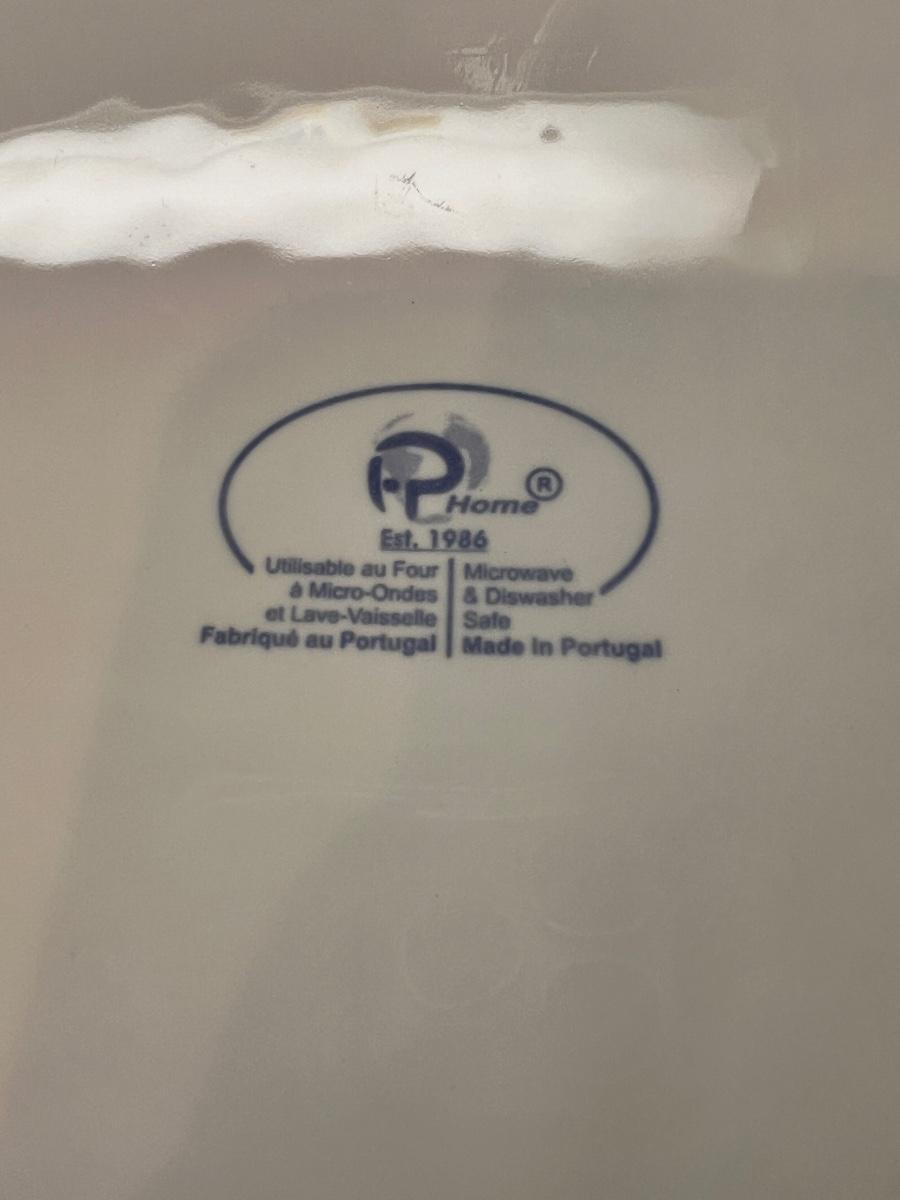 iP Home®
Est. 1986
Utilisable au Four
à Micro-Ondes
et Lave-Vaisselle
Fabriqué au Portugal
Microwave
& Diswasher
Safe
Made In Portugal